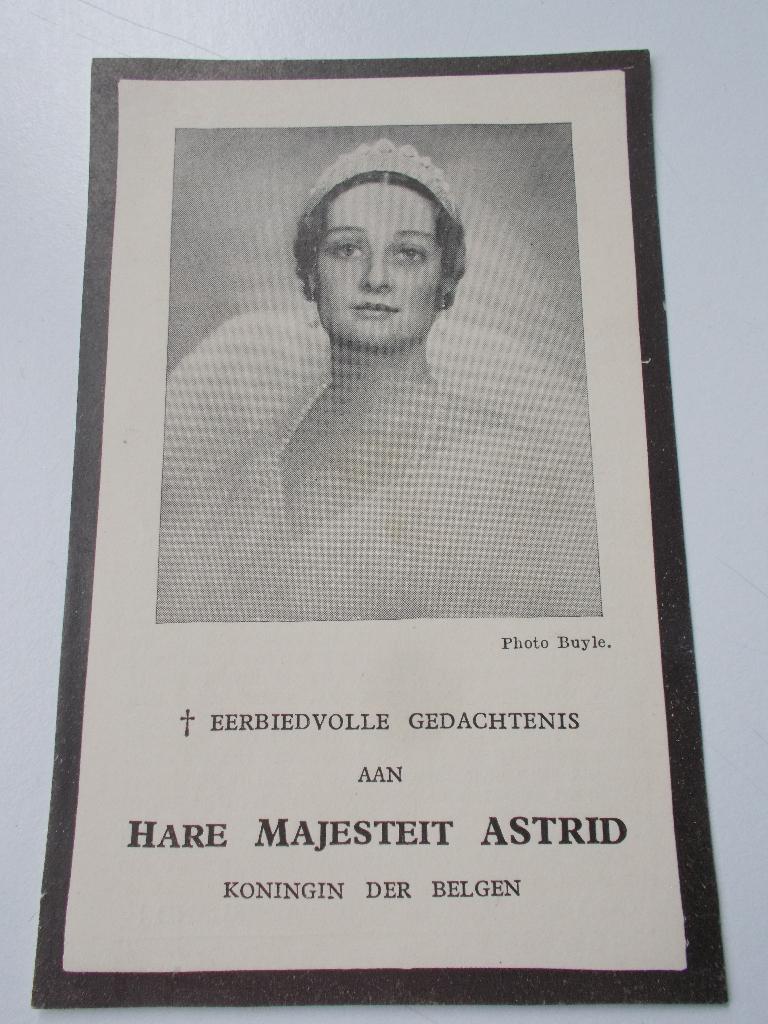 Photo Buyle.
† EERBIEDVOLLE GEDACHTENIS
AAN
HARE MAJESTEIT ASTRID
KONINGIN DER BELGEN